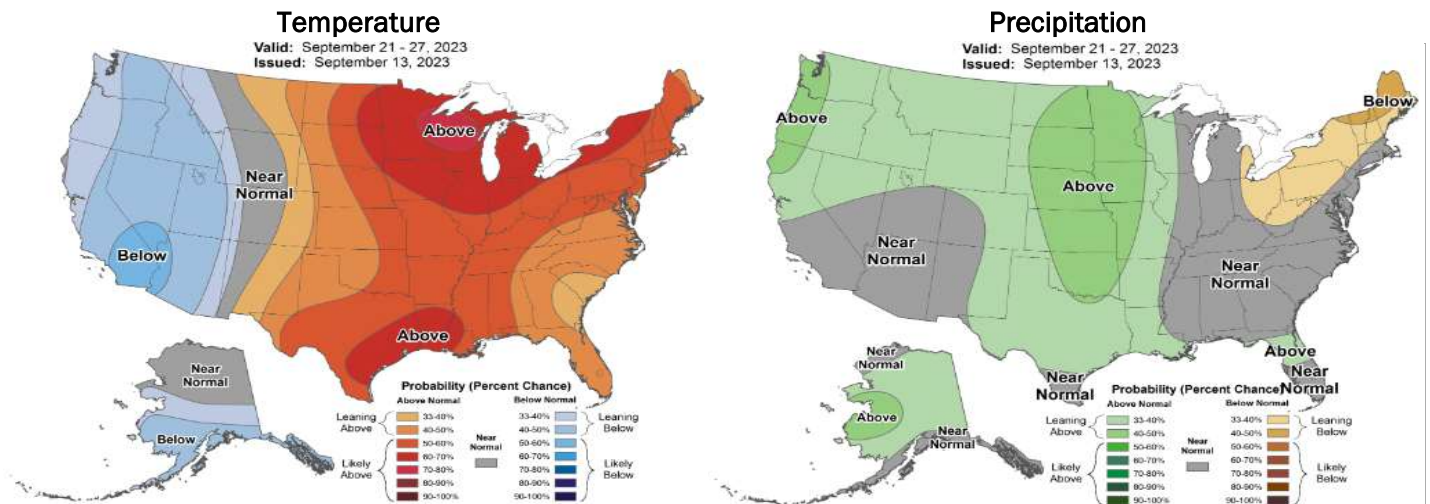 Temperature
Valid: September 21 - 27, 2023
Issued: September 13, 2023
Above
Near
Normal
Below
Above
Near
Normal
Below
Probability (Percent Chance)
Above Normal
Below Normal
Leaning
Above
33-40%
40-50%
Likely
Above
50-60%
60-70%
70-80%
80-90%
90-100%
Near
Normal
33-40%
40-50%
Leaning
Below
50-60%
60-70%
70-80%
80-90%
90-100%
Likely
Below
Precipitation
Valid: September 21 - 27, 2023
Issued: September 13, 2023
Below
Above
Above
Near
Normal
Near
Normal
Above
Near
Normal
Near
Normal
Near
Normal
Above
Near
Normal
Probability (Percent Chance)
Above Normal
Below Normal
Leaning
Above
33-40%
40-50%
Likely
Above
50-60%
60-70%
70-80%
80-90%
90-100%
Near
Normal
33-40%
40-50%
Leaning
Below
50-60%
60-70%
70-80%
80-90%
90-100%
Likely
Below